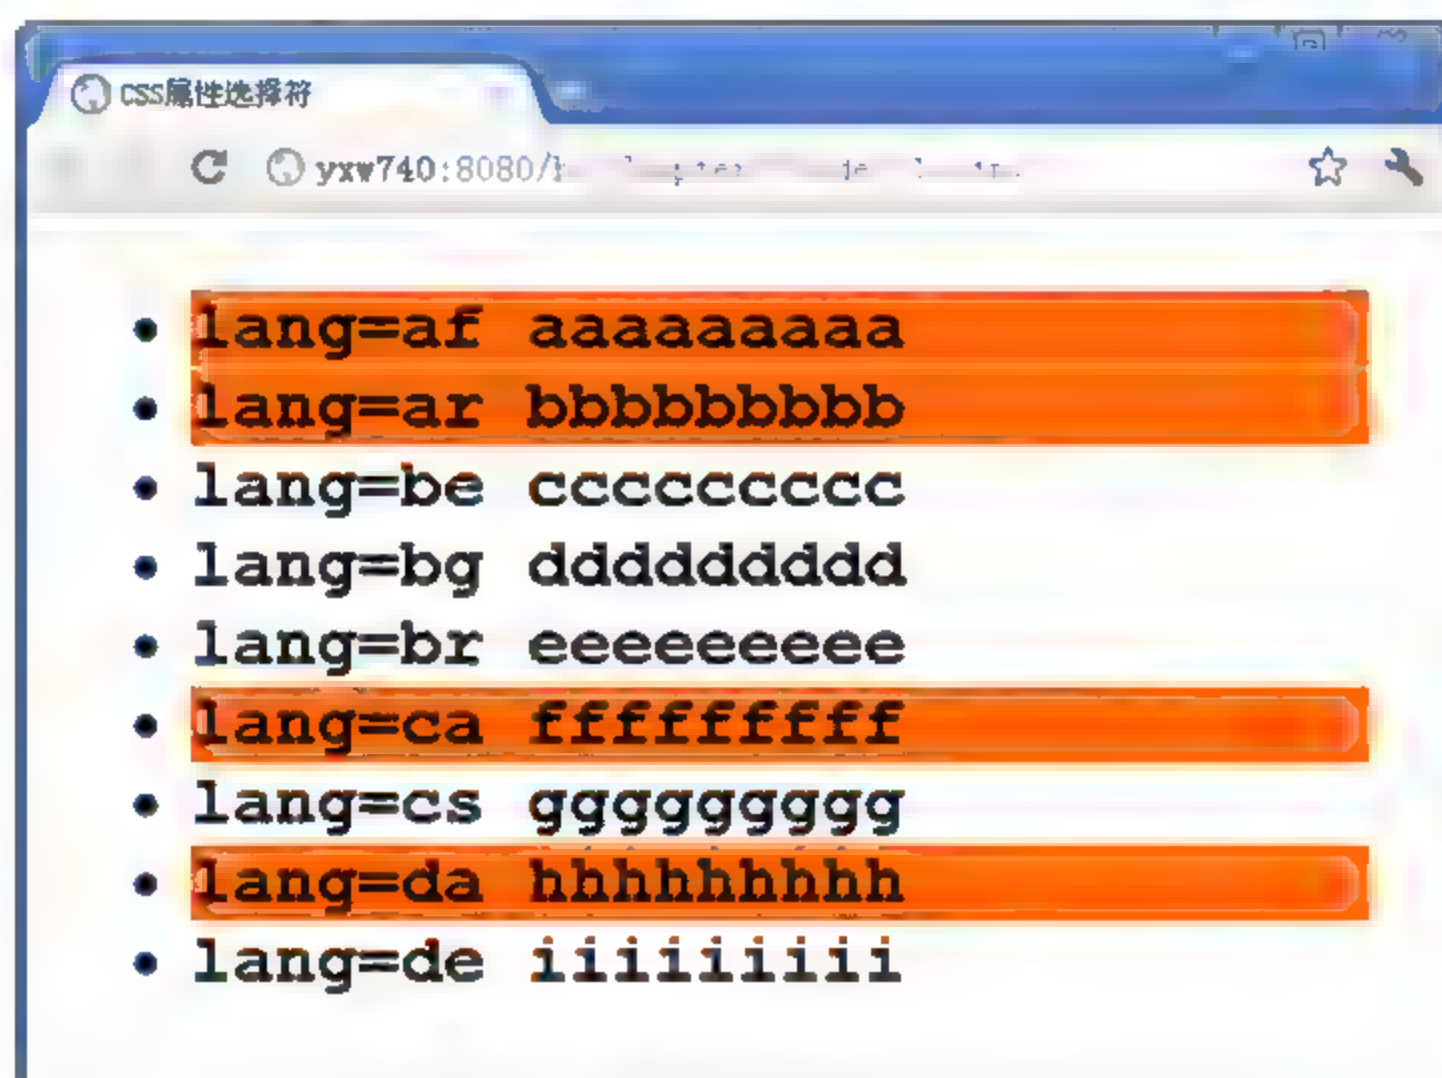 CSS属性选择符
yxw740:8080/
lang=af aaaaaaaaa
lang=ar bbbbbbbbb
lang=be ccccccccc
lang=bg ddddddddd
lang=br eeeeeeeee
lang=ca fffffffff
lang=cs ggggggggg
lang=da hhhhhhhhh
lang=de iiiiiiiii